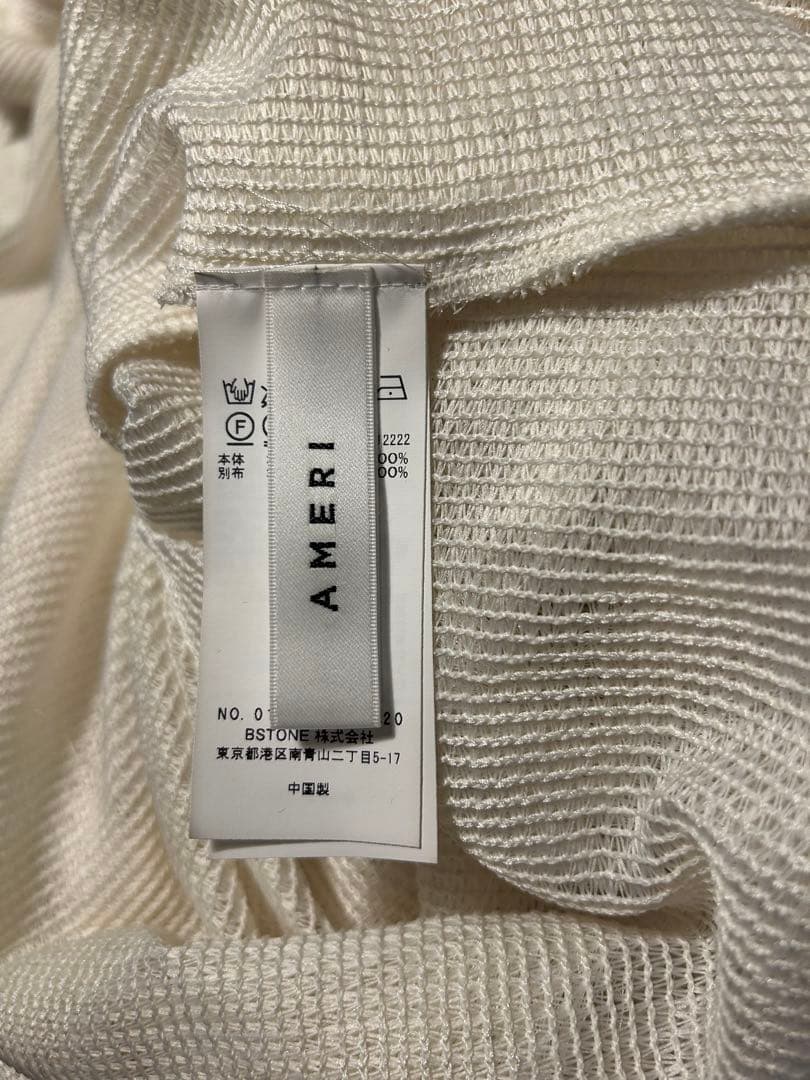 AMERI
F
12222
本体 00%
別布 00%
NO. 01 20
BSTONE 株式会社
東京都港区南青山二丁目5-17
中国製